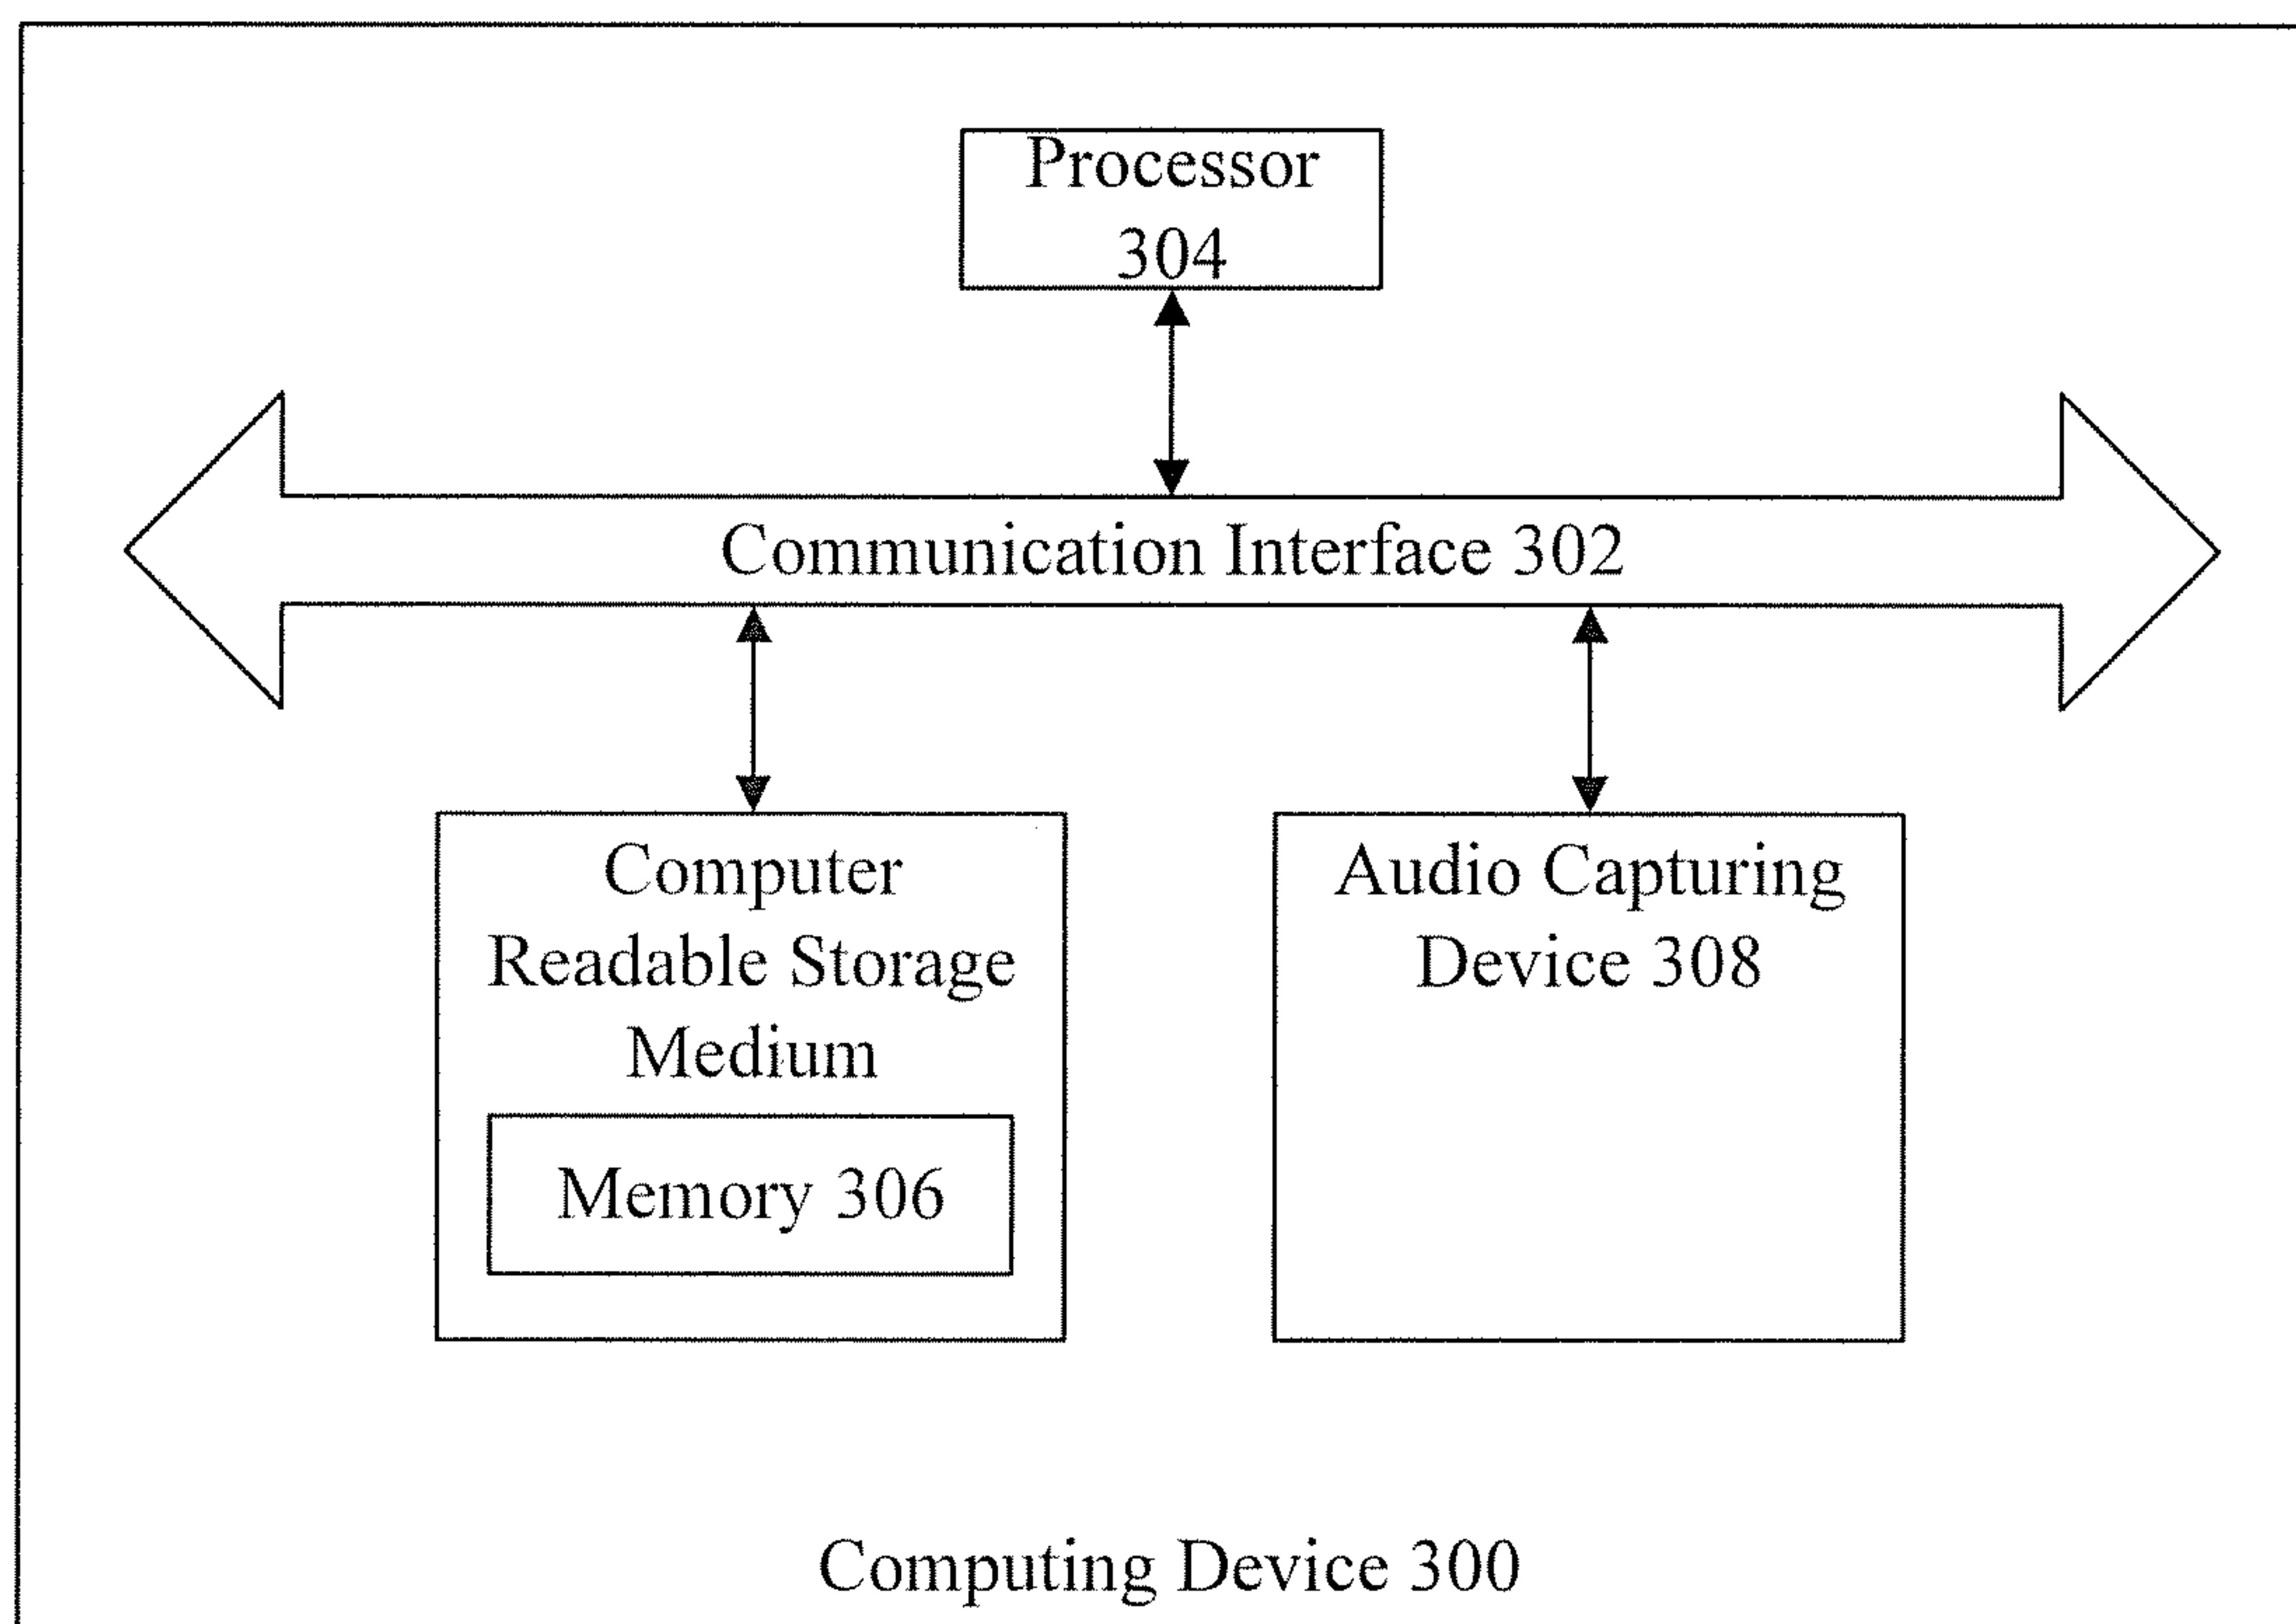 Processor
304
Communication Interface 302
Computer
Readable Storage
Medium
Memory 306
Audio Capturing
Device 308
Computing Device 300